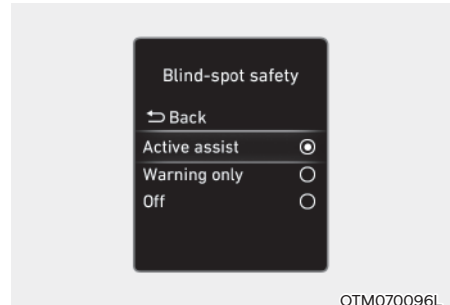 Blind-spot safety
Back
Active assist
Warning only
Off
OTM070096L